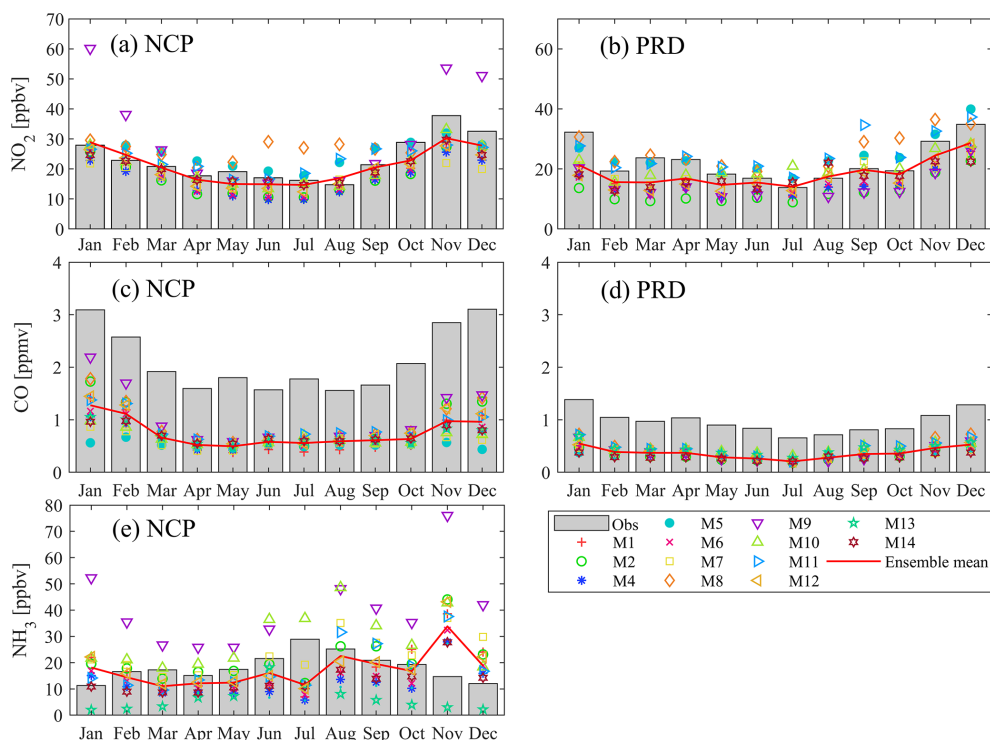 (a) NCP
NO2 [ppbv]
70
60
50
40
30
20
10
0
Jan Feb Mar Apr May Jun Jul Aug Sep Oct Nov Dec
(b) PRD
60
40
20
0
Jan Feb Mar Apr May Jun Jul Aug Sep Oct Nov Dec
(c) NCP
CO [ppmv]
4
3
2
1
0
Jan Feb Mar Apr May Jun Jul Aug Sep Oct Nov Dec
(d) PRD
4
3
2
1
0
Jan Feb Mar Apr May Jun Jul Aug Sep Oct Nov Dec
(e) NCP
NH3 [ppbv]
80
70
60
50
40
30
20
10
0
Jan Feb Mar Apr May Jun Jul Aug Sep Oct Nov Dec
Obs M5 M9 M13
M1 M6 M10 M14
M2 M7 M11 Ensemble mean
M4 M8 M12